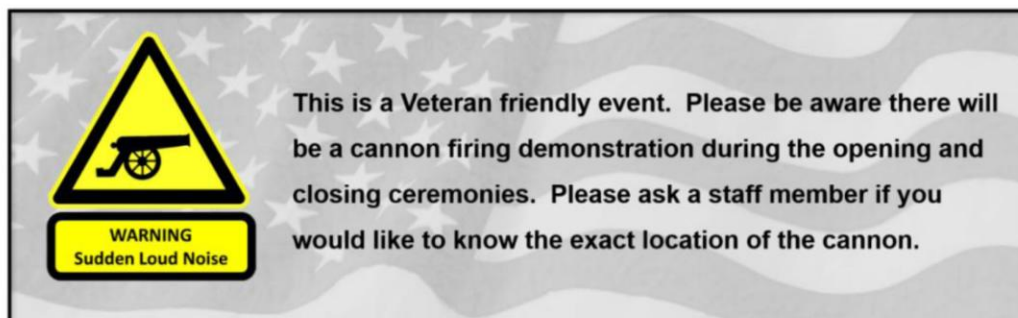 This is a Veteran friendly event.  Please be aware there will
be a cannon firing demonstration during the opening and
closing ceremonies.  Please ask a staff member if you
would like to know the exact location of the cannon.
WARNING
Sudden Loud Noise